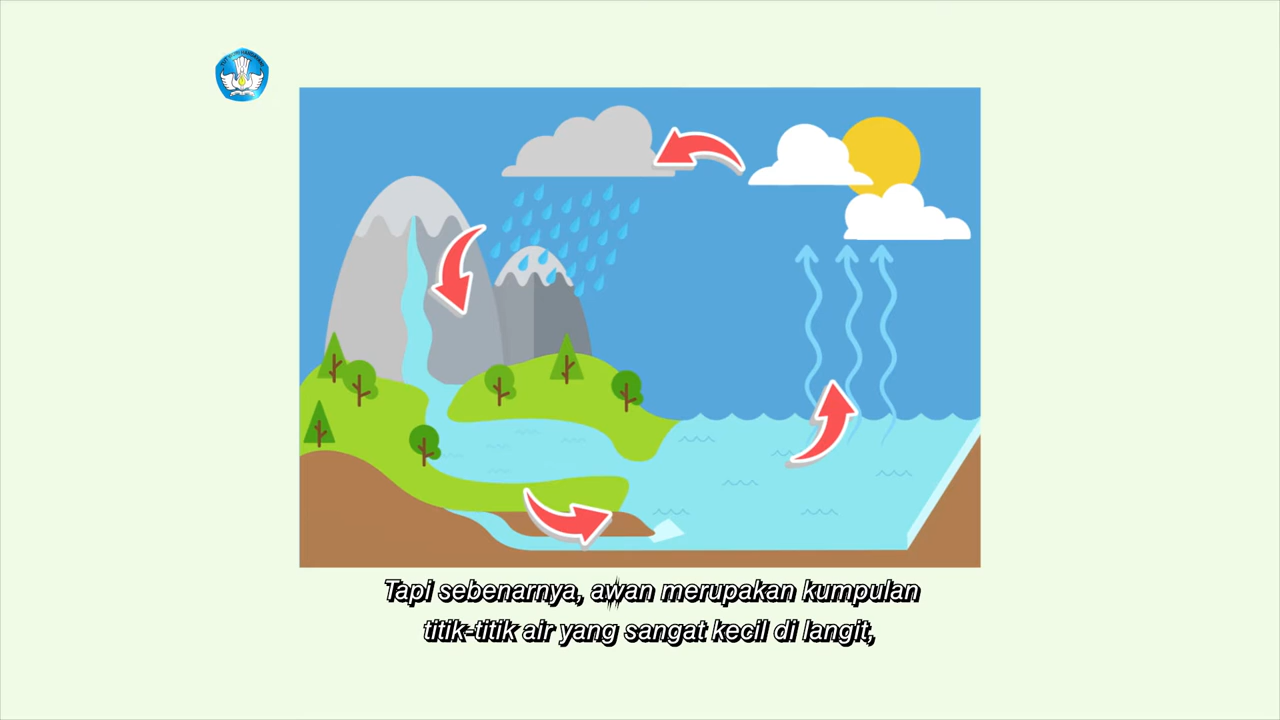 Tapi sebenarnya, awan merupakan kumpulan
titik-titik air yang sangat kecil di langit,